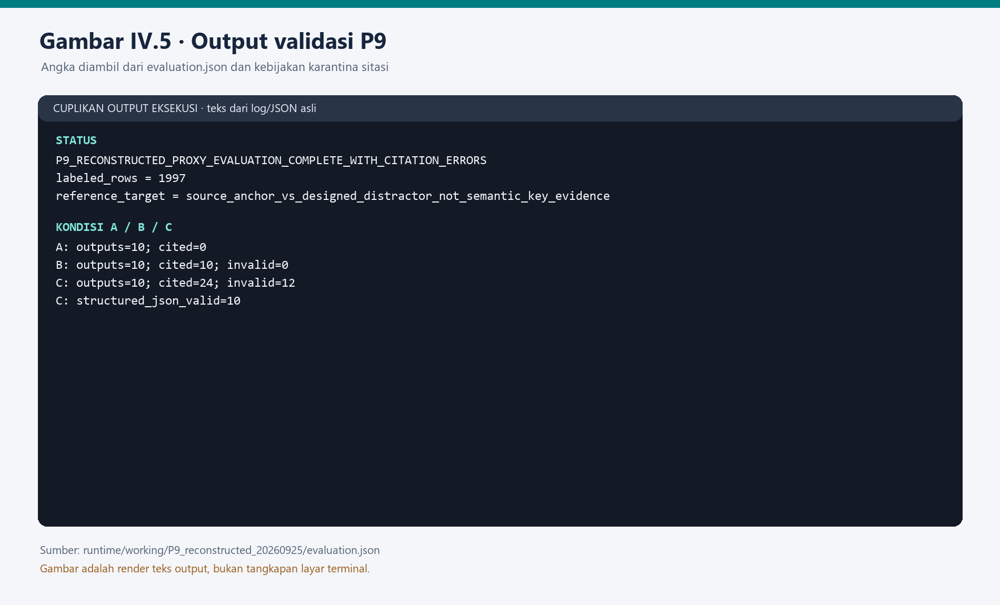 Gambar IV.5 · Output validasi P9
Angka diambil dari evaluation.json dan kebijakan karantina sitasi
CUPLIKAN OUTPUT EKSEKUSI · teks dari log/JSON asli
STATUS
P9_RECONSTRUCTED_PROXY_EVALUATION_COMPLETE_WITH_CITATION_ERRORS
labeled_rows = 1997
reference_target = source_anchor_vs_designed_distractor_not_semantic_key_evidence
KONDISI A / B / C
A: outputs=10; cited=0
B: outputs=10; cited=10; invalid=0
C: outputs=10; cited=24; invalid=12
C: structured_json_valid=10
Sumber: runtime/working/P9_reconstructed_20260925/evaluation.json
Gambar adalah render teks output, bukan tangkapan layar terminal.